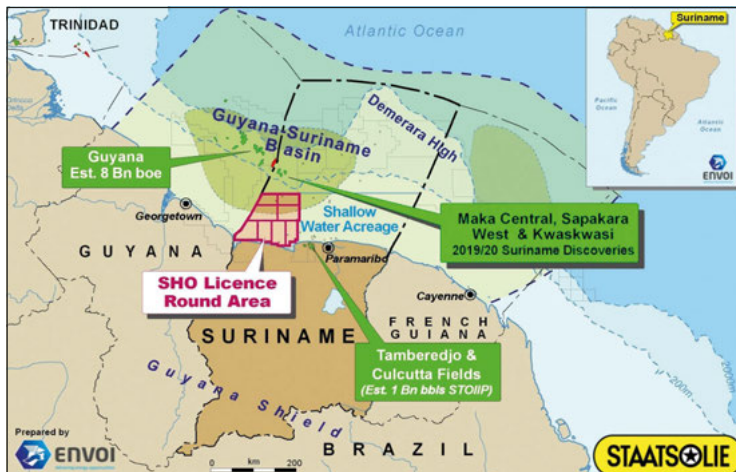 TRINIDAD
Atlantic Ocean
Suriname
Pacific
Ocean
Atlantic
Ocean
ENVOI
Guyana Suriname
Basin
Demerara High
Guyana
Est. 8 Bn boe
Georgetown
Shallow
Water Acreage
Maka Central, Sapakara
West & Kwaskwasi
2019/20 Suriname Discoveries
GUYANA
SHO Licence
Round Area
Paramaribo
Cayenne
SURINAME
FRENCH
GUIANA
200m
2000m
Tamberedjo &
Culcutta Fields
(Est. 1 Bn bbls STOIIP)
Guyana Shield
BRAZIL
Prepared by
ENVOI
0 km 200
STAATSOLIE